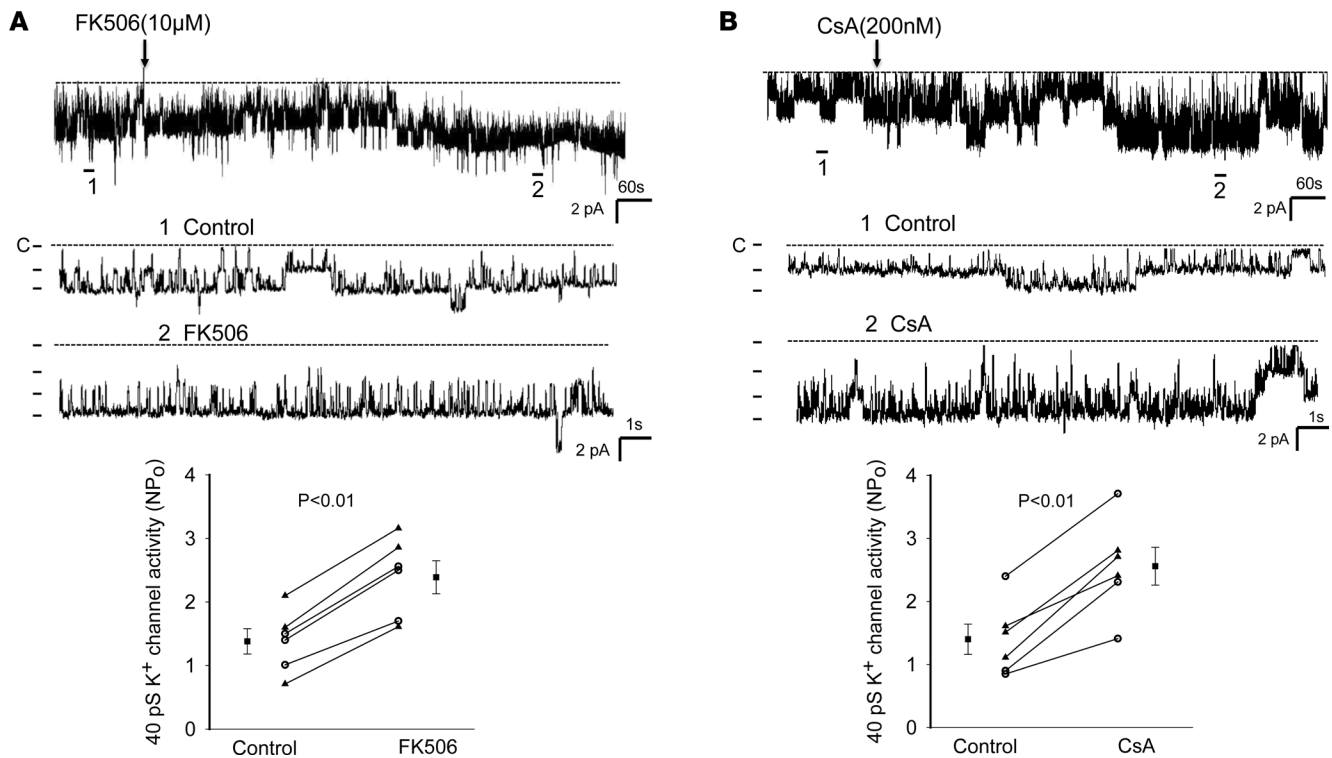 A
FK506(10µM)
1
2
60s
2 pA
1 Control
C
2 FK506
1s
2 pA
40 pS K⁺ channel activity (NPo)
4
3
2
1
0
P<0.01
Control
FK506
B
CsA(200nM)
1
2
60s
2 pA
1 Control
C
2 CsA
1s
2 pA
40 pS K⁺ channel activity (NPo)
4
3
2
1
0
P<0.01
Control
CsA